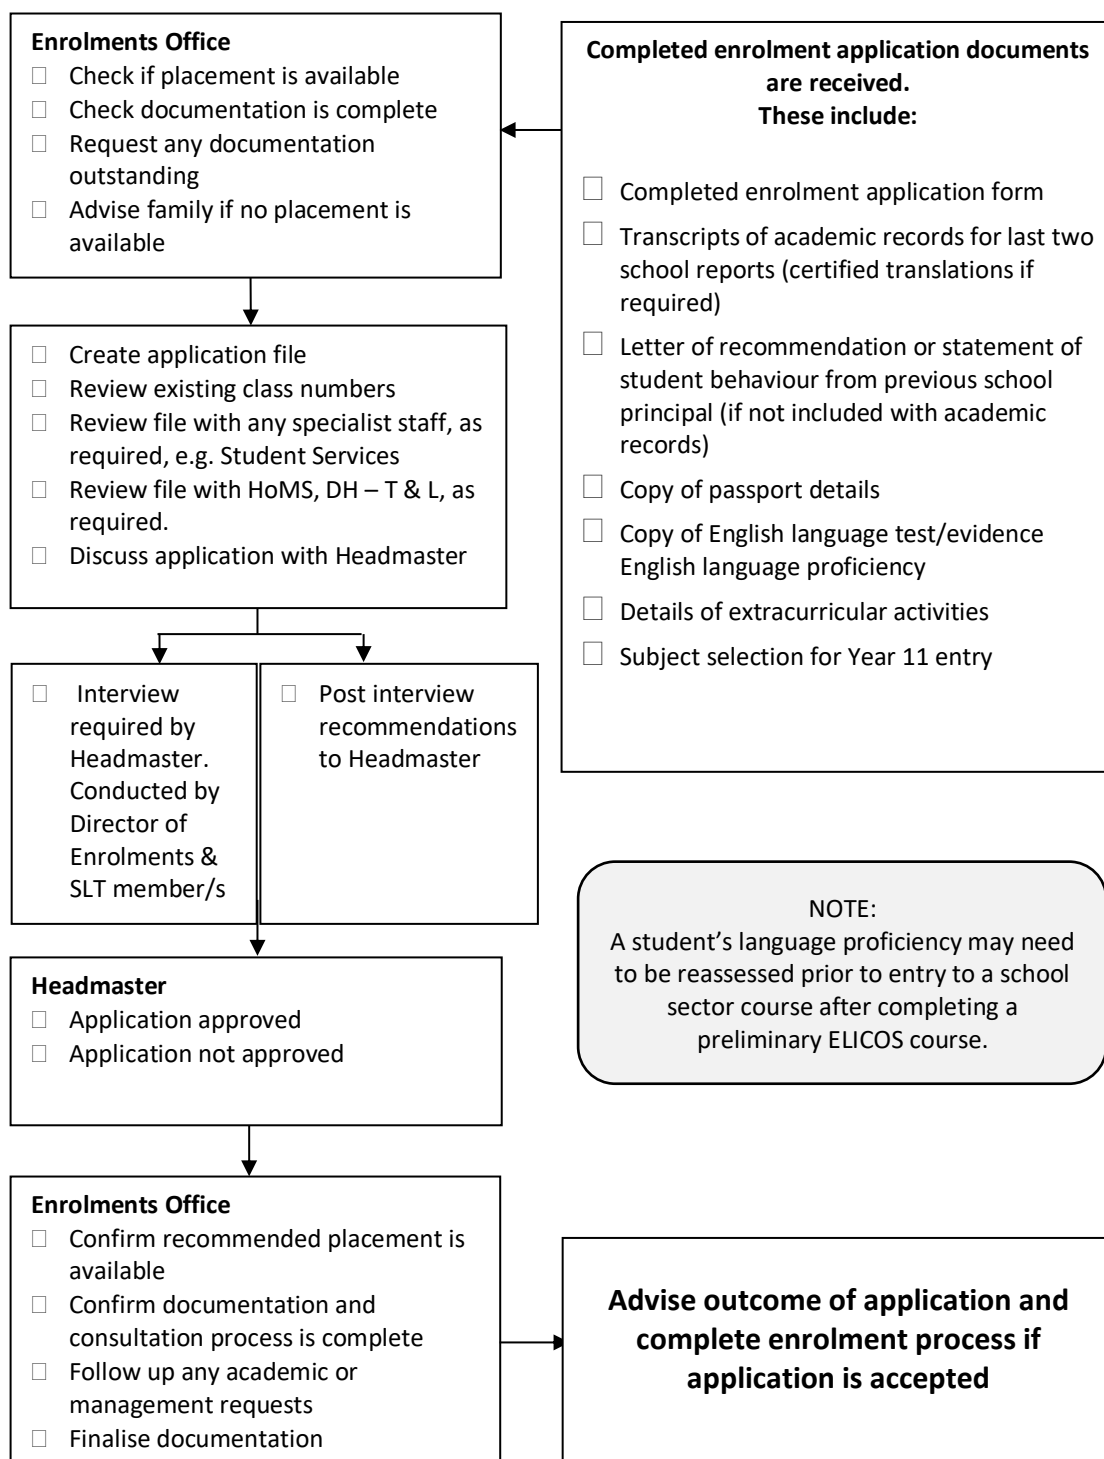 Completed enrolment application documents
are received.
These include:
☐ Completed enrolment application form
☐ Transcripts of academic records for last two
school reports (certified translations if
required)
☐ Letter of recommendation or statement of
student behaviour from previous school
principal (if not included with academic
records)
☐ Copy of passport details
☐ Copy of English language test/evidence
English language proficiency
☐ Details of extracurricular activities
☐ Subject selection for Year 11 entry
Enrolments Office
☐ Check if placement is available
☐ Check documentation is complete
☐ Request any documentation
outstanding
☐ Advise family if no placement is
available
☐ Create application file
☐ Review existing class numbers
☐ Review file with any specialist staff, as
required, e.g. Student Services
☐ Review file with HoMS, DH – T & L, as
required.
☐ Discuss application with Headmaster
☐ Interview
required by
Headmaster.
Conducted by
Director of
Enrolments &
SLT member/s
☐ Post interview
recommendations
to Headmaster
NOTE:
A student’s language proficiency may need
to be reassessed prior to entry to a school
sector course after completing a
preliminary ELICOS course.
Headmaster
☐ Application approved
☐ Application not approved
Enrolments Office
☐ Confirm recommended placement is
available
☐ Confirm documentation and
consultation process is complete
☐ Follow up any academic or
management requests
☐ Finalise documentation
Advise outcome of application and
complete enrolment process if
application is accepted